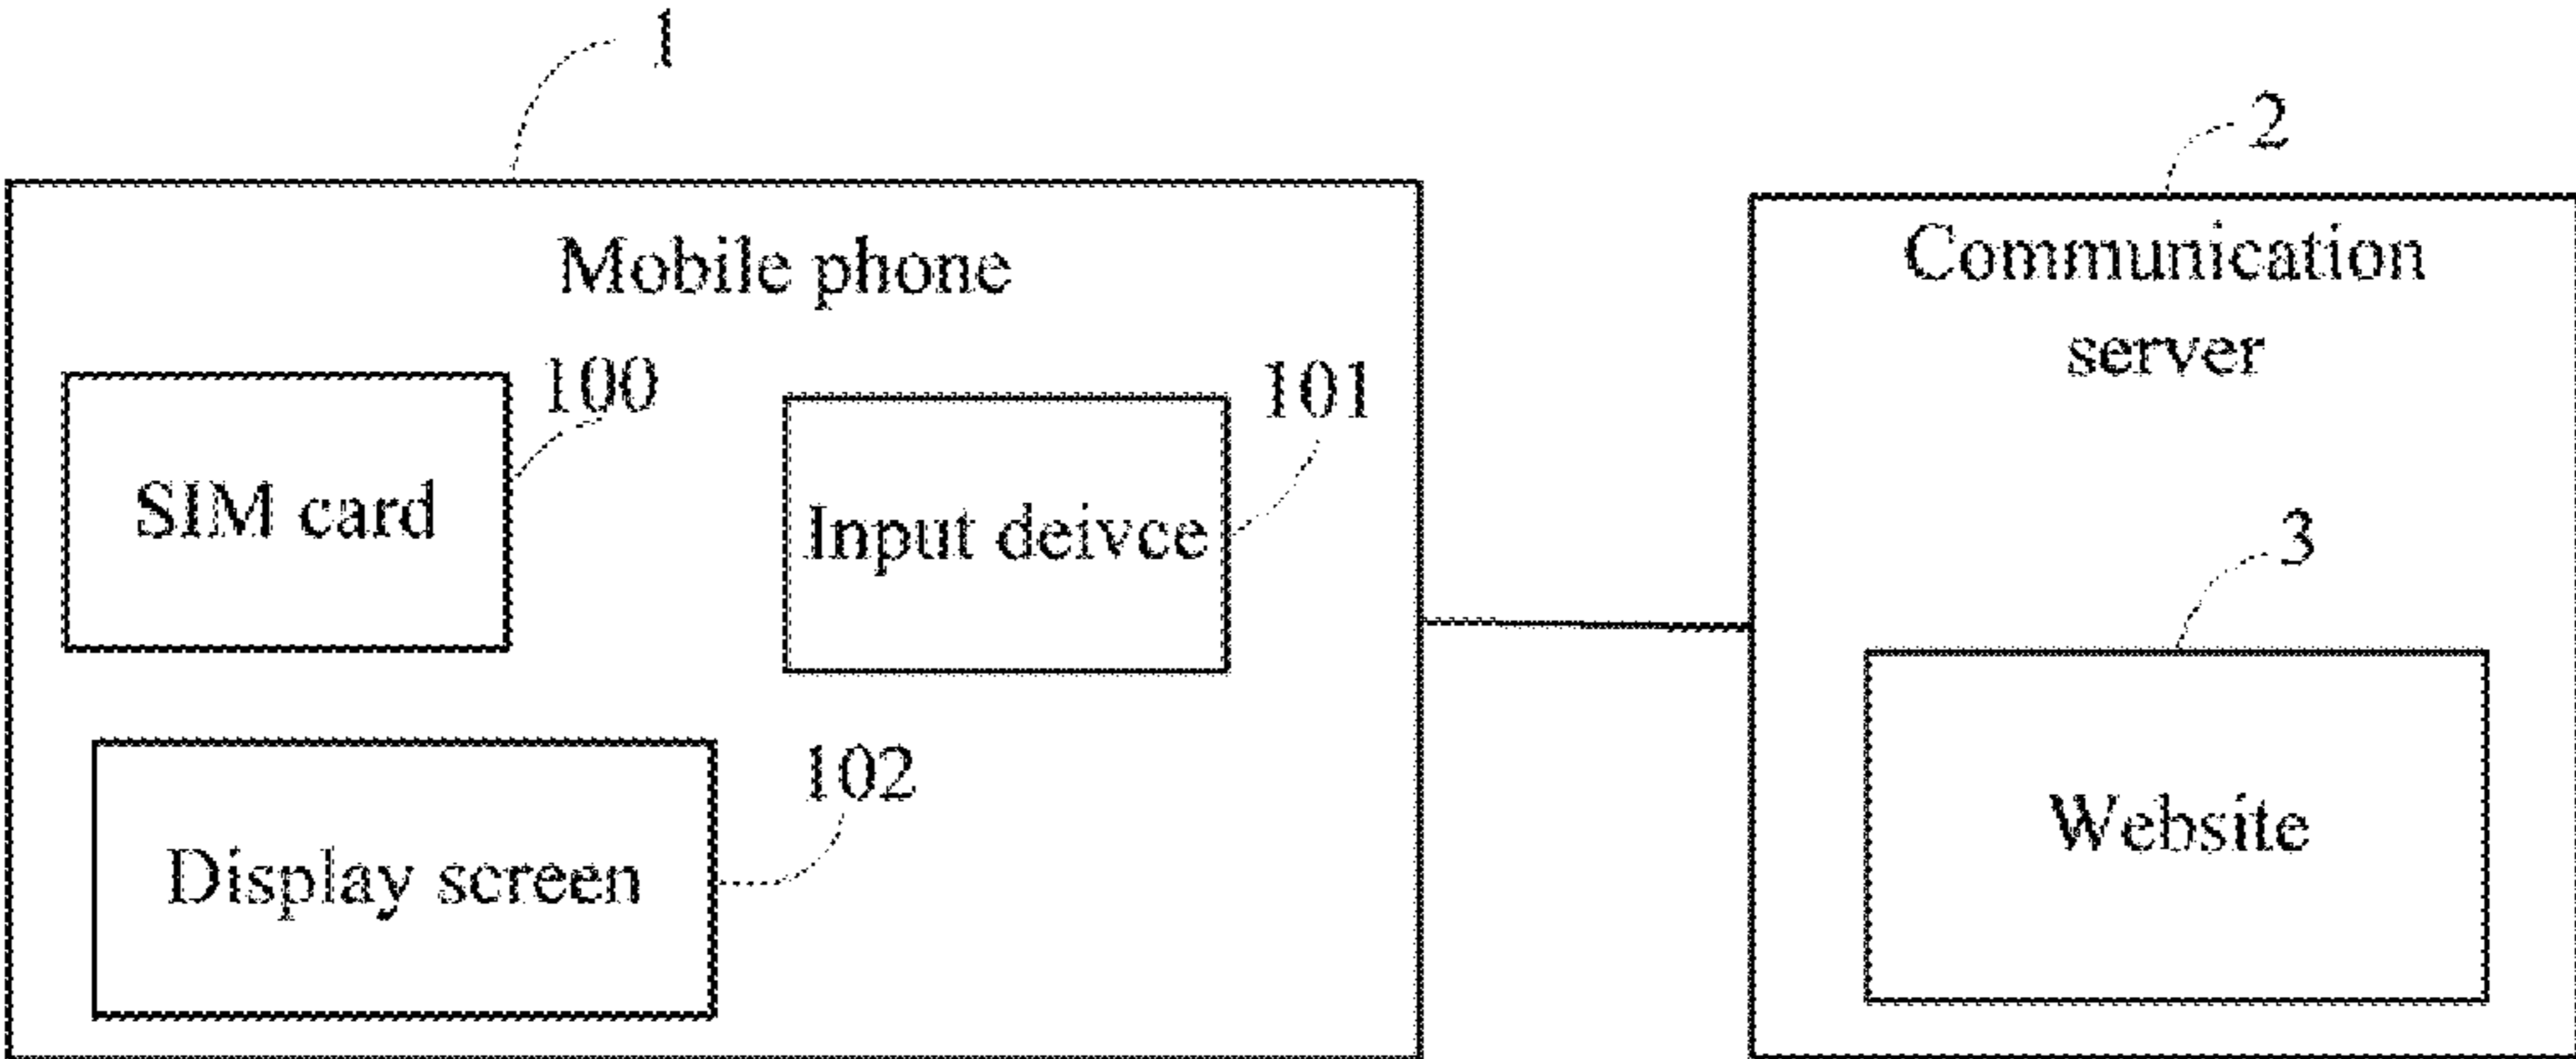 1
2
Mobile phone
Communication
server
100
101
SIM card
Input deivce
3
102
Display screen
Website